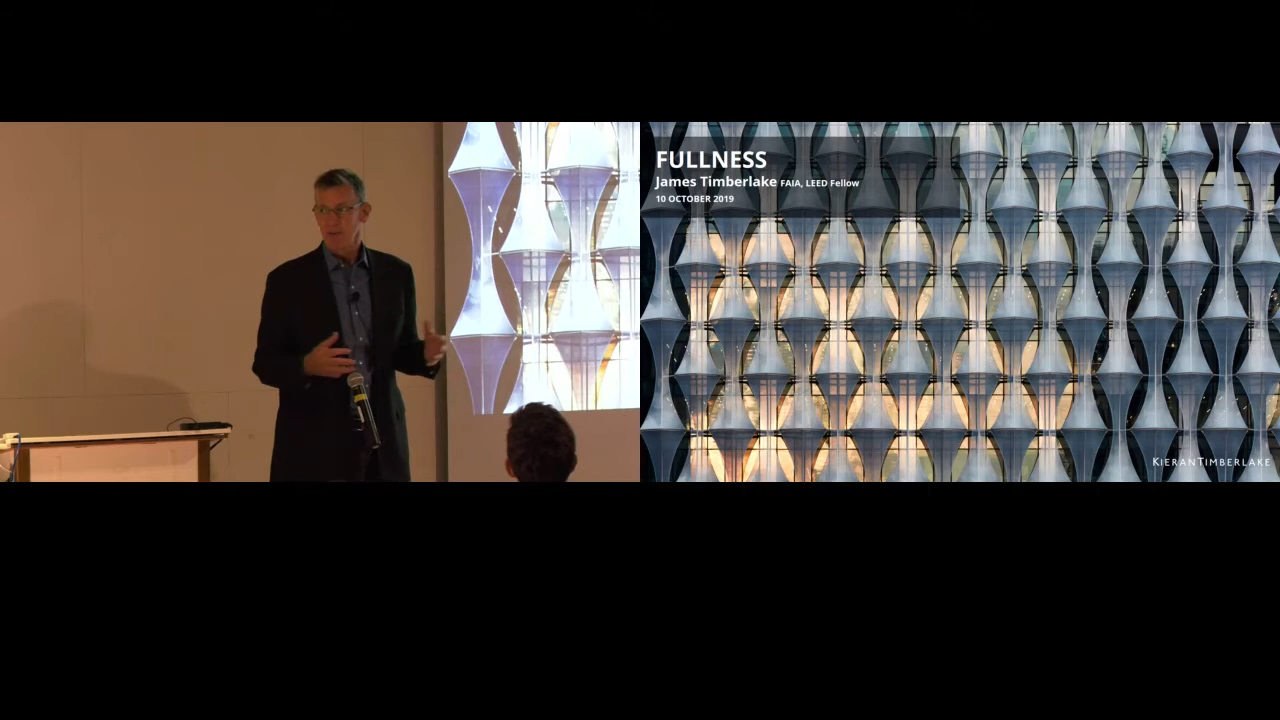 FULLNESS
James Timberlake FAIA, LEED Fellow
10 OCTOBER 2019
KIERANTIMBERLAKE